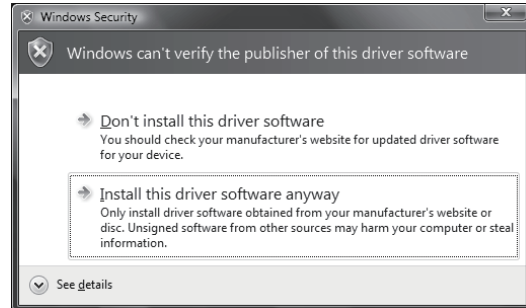 Windows Security
Windows can't verify the publisher of this driver software
Don't install this driver software
You should check your manufacturer's website for updated driver software
for your device.
Install this driver software anyway
Only install driver software obtained from your manufacturer's website or
disc. Unsigned software from other sources may harm your computer or steal
information.
See details